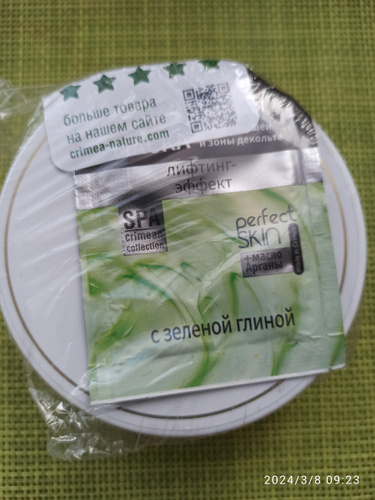 больше товара
на нашем сайте
crimea-nature.com
и зоны декольте
лифтинг-
эффект
SPA
crimean
collection
perfect
SKIN
+масло
Арганы
с зеленой глиной
2024/3/8 09:23